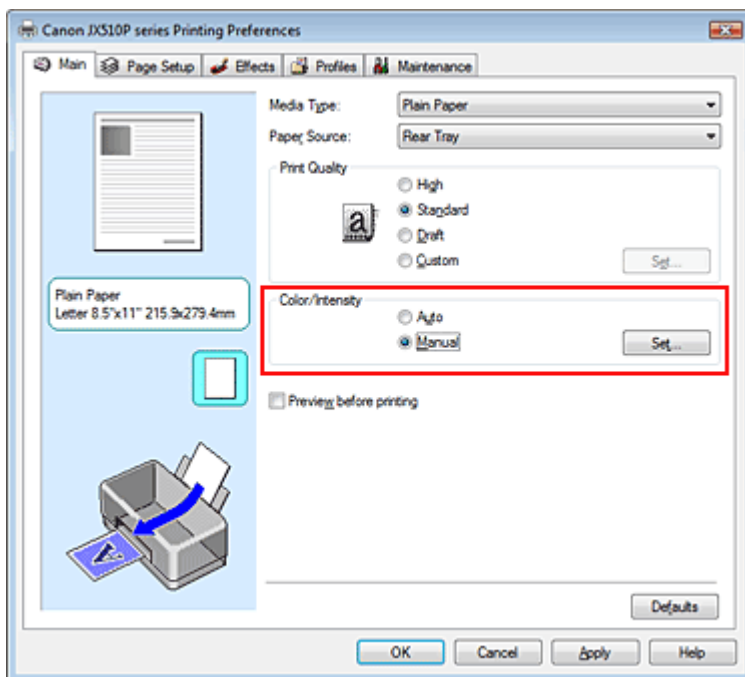 Canon JX510P series Printing Preferences
Main
Page Setup
Effects
Profiles
Maintenance
Media Type:
Plain Paper
Paper Source:
Rear Tray
Print Quality
High
Standard
Draft
Custom
Set...
a
Plain Paper
Letter 8.5"x11" 215.9x279.4mm
Color/Intensity
Auto
Manual
Set...
Preview before printing
A
Defaults
OK
Cancel
Apply
Help